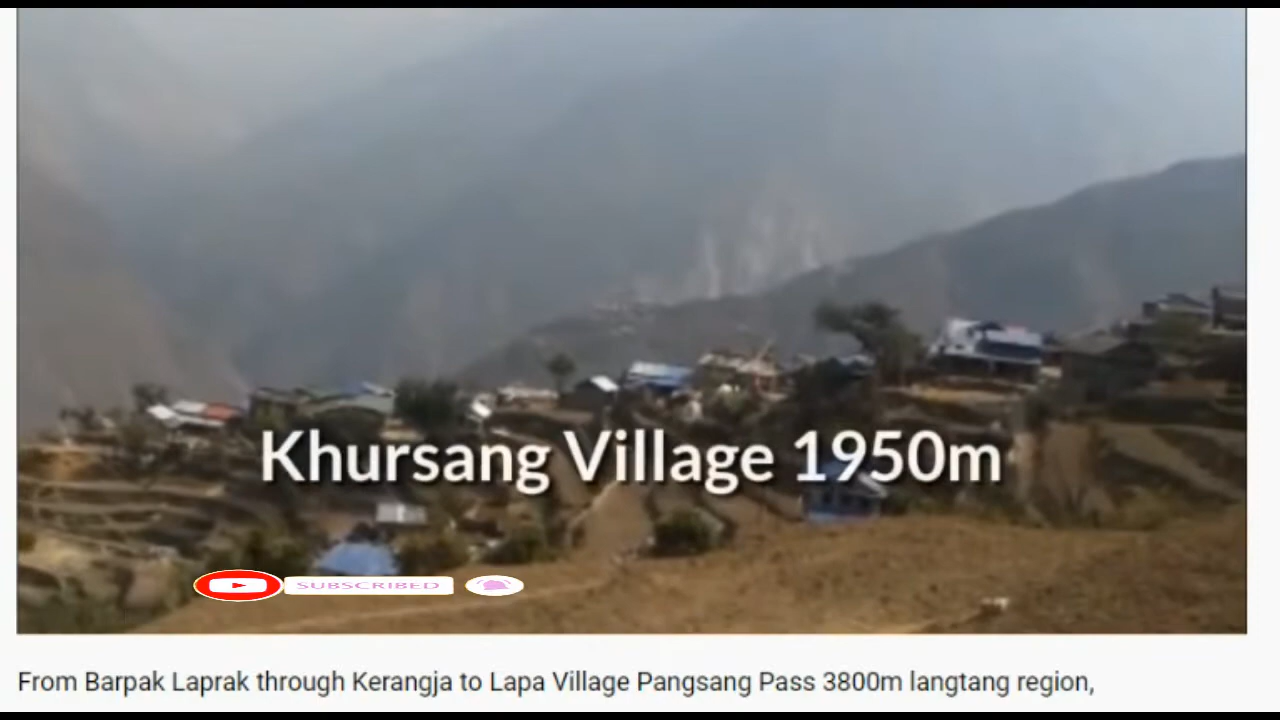 Khursang Village 1950m
SUBSCRIBED
From Barpak Laprak through Kerangja to Lapa Village Pangsang Pass 3800m langtang region,